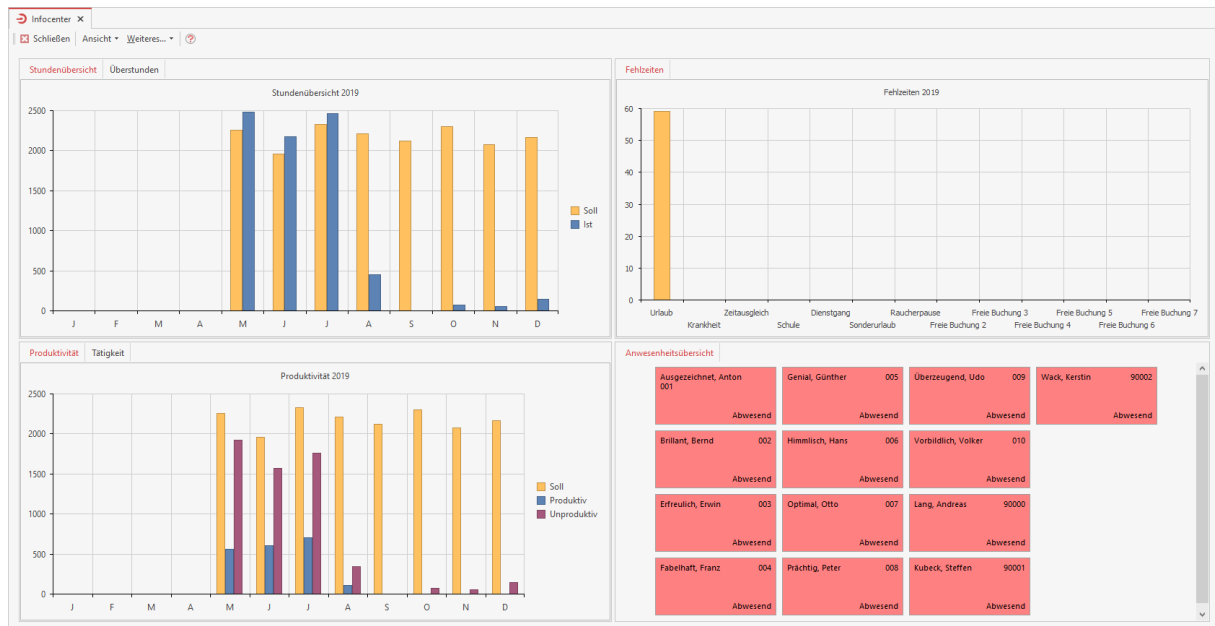 Infocenter ×
Schließen Ansicht Weiteres...
Stundenübersicht Überstunden
Stundenübersicht 2019
2500
2000
1500
1000
500
0
J F M A M J J A S O N D
Soll
Ist
Fehlzeiten
Fehlzeiten 2019
60
50
40
30
20
10
0
Urlaub Zeitausgleich Dienstgang Raucherpause Freie Buchung 3 Freie Buchung 5 Freie Buchung 7
Krankheit Schule Sonderurlaub Freie Buchung 2 Freie Buchung 4 Freie Buchung 6
Produktivität Tätigkeit
Produktivität 2019
2500
2000
1500
1000
500
0
J F M A M J J A S O N D
Soll
Produktiv
Unproduktiv
Anwesenheitsübersicht
Ausgezeichnet, Anton
001
Abwesend
Genial, Günther 005
Abwesend
Überzeugend, Udo 009
Abwesend
Wack, Kerstin 90002
Abwesend
Brillant, Bernd 002
Abwesend
Himmlisch, Hans 006
Abwesend
Vorbildlich, Volker 010
Abwesend
Erfreulich, Erwin 003
Abwesend
Optimal, Otto 007
Abwesend
Lang, Andreas 90000
Abwesend
Fabelhaft, Franz 004
Abwesend
Prächtig, Peter 008
Abwesend
Kubeck, Steffen 90001
Abwesend